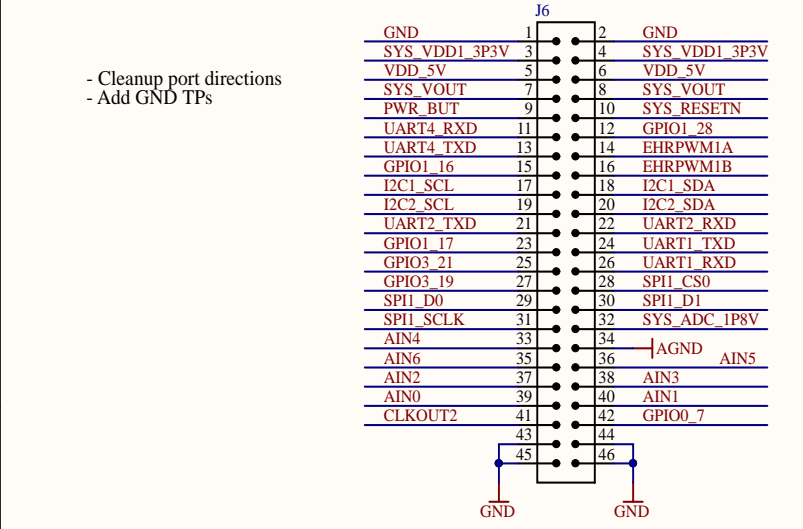 J6
GND 1 2 GND
SYS_VDD1_3P3V 3 4 SYS_VDD1_3P3V
VDD_5V 5 6 VDD_5V
- Cleanup port directions
SYS_VOUT 7 8 SYS_VOUT
- Add GND TPs
PWR_BUT 9 10 SYS_RESETN
UART4_RXD 11 12 GPIO1_28
UART4_TXD 13 14 EHRPWM1A
GPIO1_16 15 16 EHRPWM1B
I2C1_SCL 17 18 I2C1_SDA
I2C2_SCL 19 20 I2C2_SDA
UART2_TXD 21 22 UART2_RXD
GPIO1_17 23 24 UART1_TXD
GPIO3_21 25 26 UART1_RXD
GPIO3_19 27 28 SPI1_CS0
SPI1_D0 29 30 SPI1_D1
SPI1_SCLK 31 32 SYS_ADC_1P8V
AIN4 33 34 AGND
AIN6 35 36 AIN5
AIN2 37 38 AIN3
AIN0 39 40 AIN1
CLKOUT2 41 42 GPIO0_7
43 44
45 46
GND GND